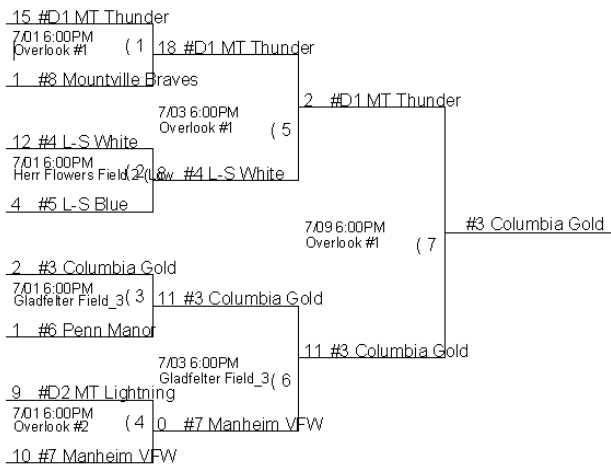 15 #D1 MT Thunder
7/01 6:00PM
Overlook #1
( 1
1 #8 Mountville Braves
18 #D1 MT Thunder
7/03 6:00PM
Overlook #1
( 5
12 #4 L-S White
7/01 6:00PM
Herr Flowers Field_2 (Low
( 2
8 #4 L-S White
4 #5 L-S Blue
2 #D1 MT Thunder
7/09 6:00PM
Overlook #1
( 7
#3 Columbia Gold
2 #3 Columbia Gold
7/01 6:00PM
Gladfelter Field_3
( 3
11 #3 Columbia Gold
1 #6 Penn Manor
7/03 6:00PM
Gladfelter Field_3
( 6
11 #3 Columbia Gold
9 #D2 MT Lightning
7/01 6:00PM
Overlook #2
( 4
0 #7 Manheim VFW
10 #7 Manheim VFW